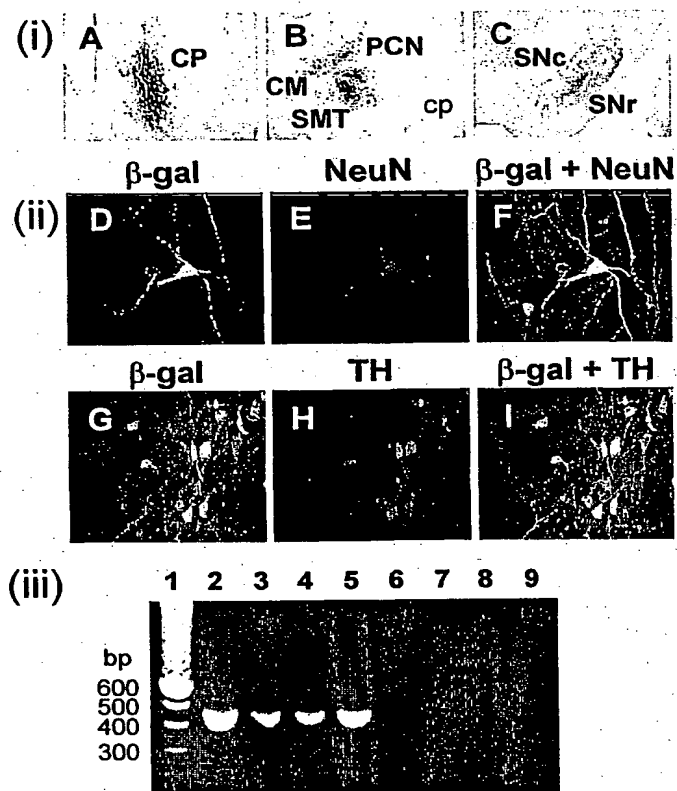 (i) A B C
CP PCN SNc
CM SMT cp SNr
β-gal NeuN β-gal + NeuN
(ii) D E F
β-gal TH β-gal + TH
G H I
(iii) 1 2 3 4 5 6 7 8 9
bp
600
500
400
300